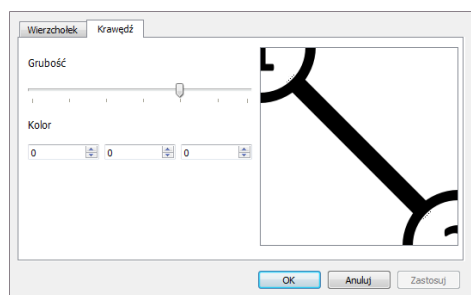 Wierzchołek Krawędź
Grubość
Kolor
0 0 0
OK Anuluj Zastosuj